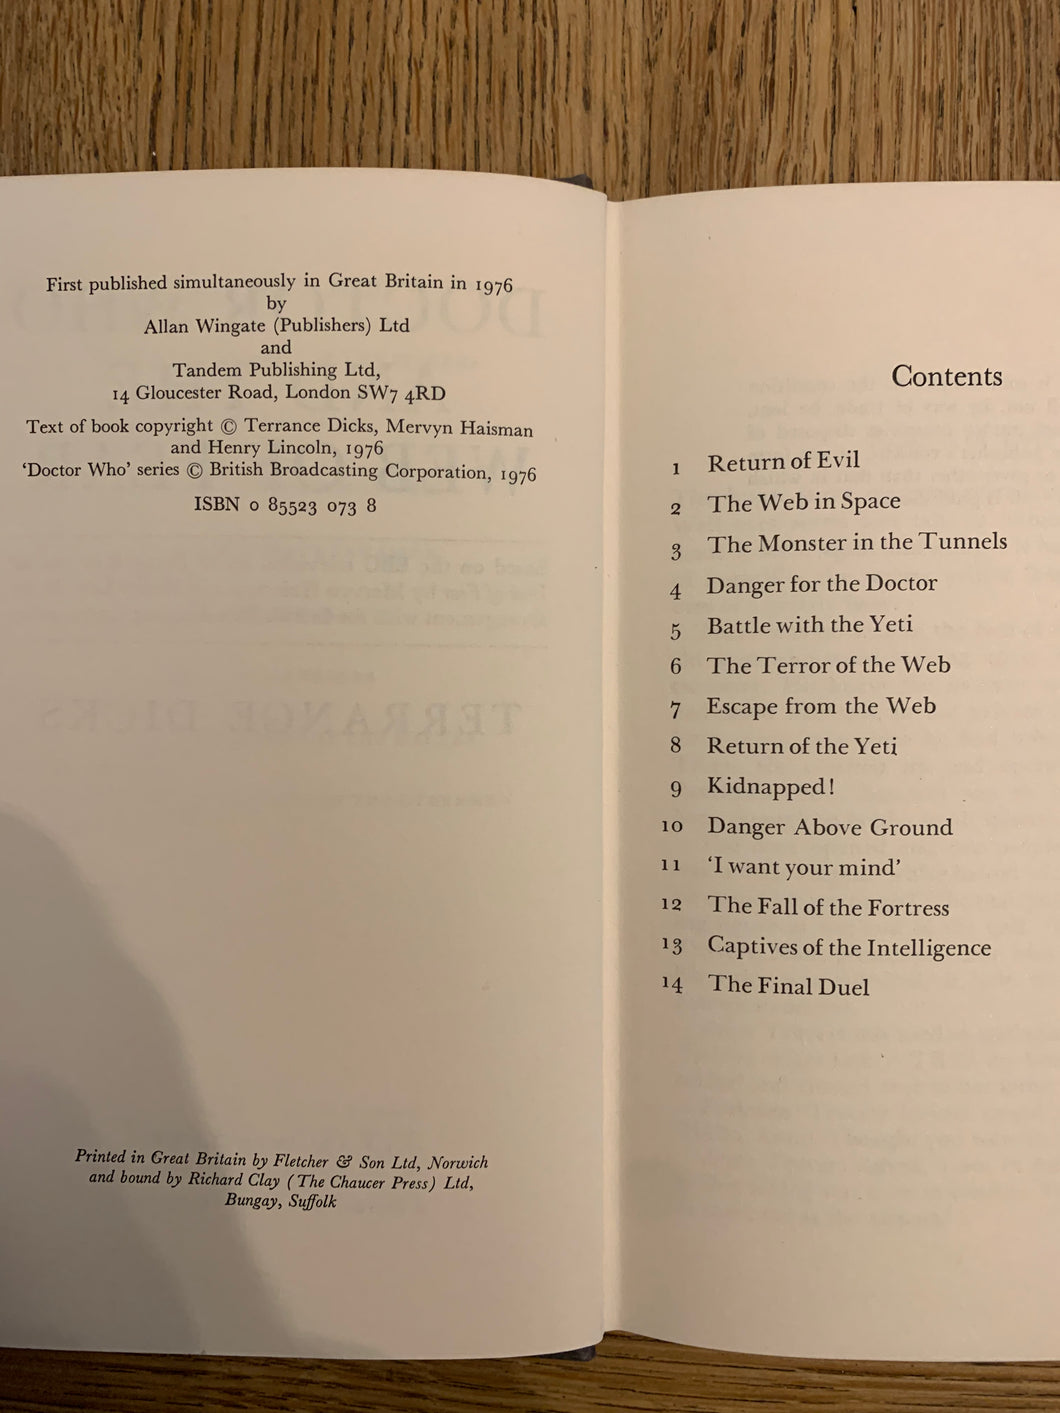 First published simultaneously in Great Britain in 1976
by
Allan Wingate (Publishers) Ltd
and
Tandem Publishing Ltd,
14 Gloucester Road, London SW7 4RD
Text of book copyright © Terrance Dicks, Mervyn Haisman
and Henry Lincoln, 1976
‘Doctor Who’ series © British Broadcasting Corporation, 1976
ISBN 0 85523 073 8
Printed in Great Britain by Fletcher & Son Ltd, Norwich
and bound by Richard Clay (The Chaucer Press) Ltd,
Bungay, Suffolk
Contents
1 Return of Evil
2 The Web in Space
3 The Monster in the Tunnels
4 Danger for the Doctor
5 Battle with the Yeti
6 The Terror of the Web
7 Escape from the Web
8 Return of the Yeti
9 Kidnapped!
10 Danger Above Ground
11 ‘I want your mind’
12 The Fall of the Fortress
13 Captives of the Intelligence
14 The Final Duel